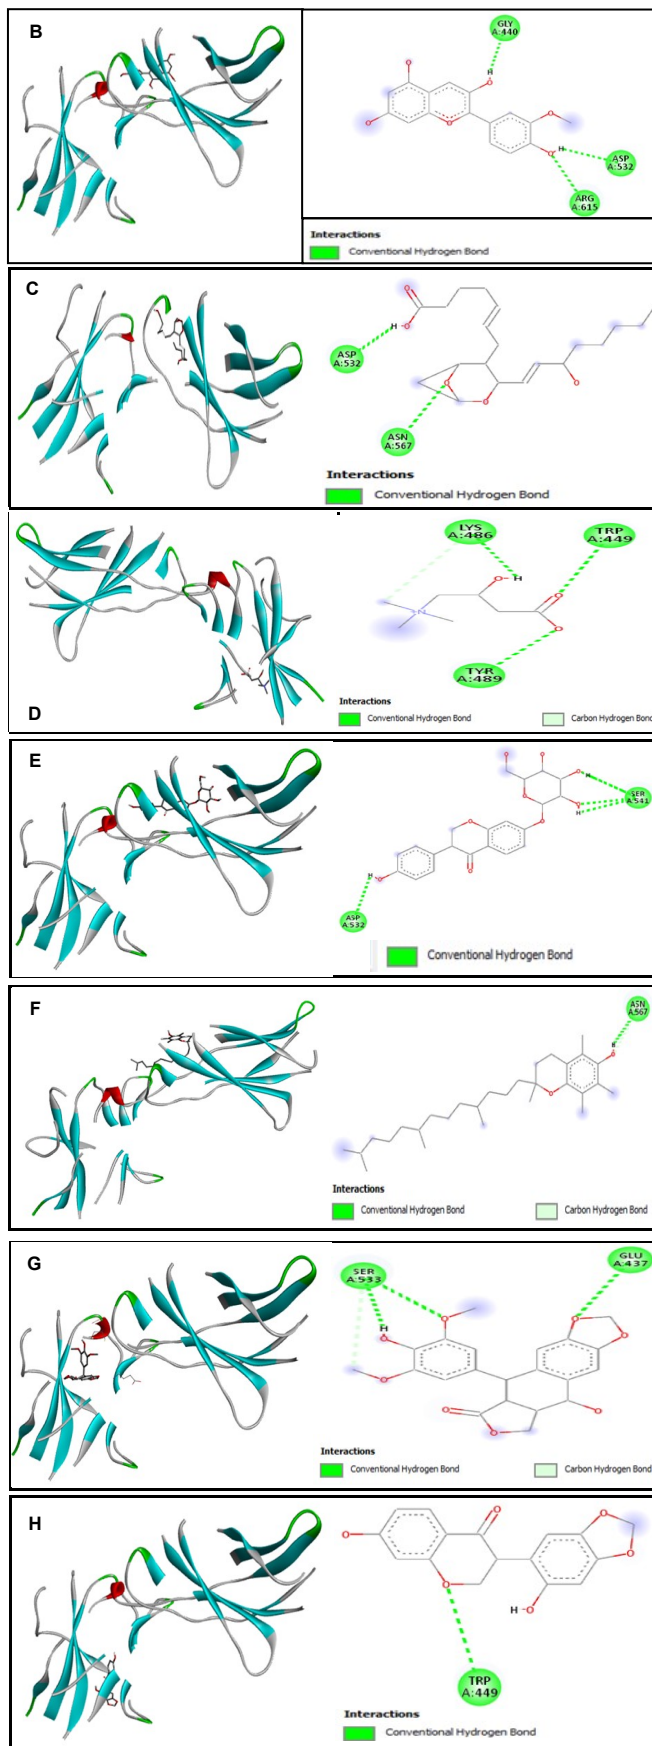 B
GLY
A:440
O
H
O
O
O
O
O
H
ASP
A:532
ARG
A:615
Interactions
Conventional Hydrogen Bond
C
O
H
O
ASP
A:532
O
O
O
ASN
A:567
Interactions
Conventional Hydrogen Bond
D
LYS
A:486
TRP
A:449
O
H
N
O
O
TYR
A:489
Interactions
Conventional Hydrogen Bond
Carbon Hydrogen Bond
E
O
O
O
H
SER
A:541
O
O
H
O
O
O
H
O
ASP
A:532
Conventional Hydrogen Bond
F
ASN
A:567
H
O
O
Interactions
Conventional Hydrogen Bond
Carbon Hydrogen Bond
G
SER
A:533
GLU
A:437
H
O
O
O
O
O
O
O
O
Interactions
Conventional Hydrogen Bond
Carbon Hydrogen Bond
H
O
O
O
O
O
H-O
TRP
A:449
Interactions
Conventional Hydrogen Bond